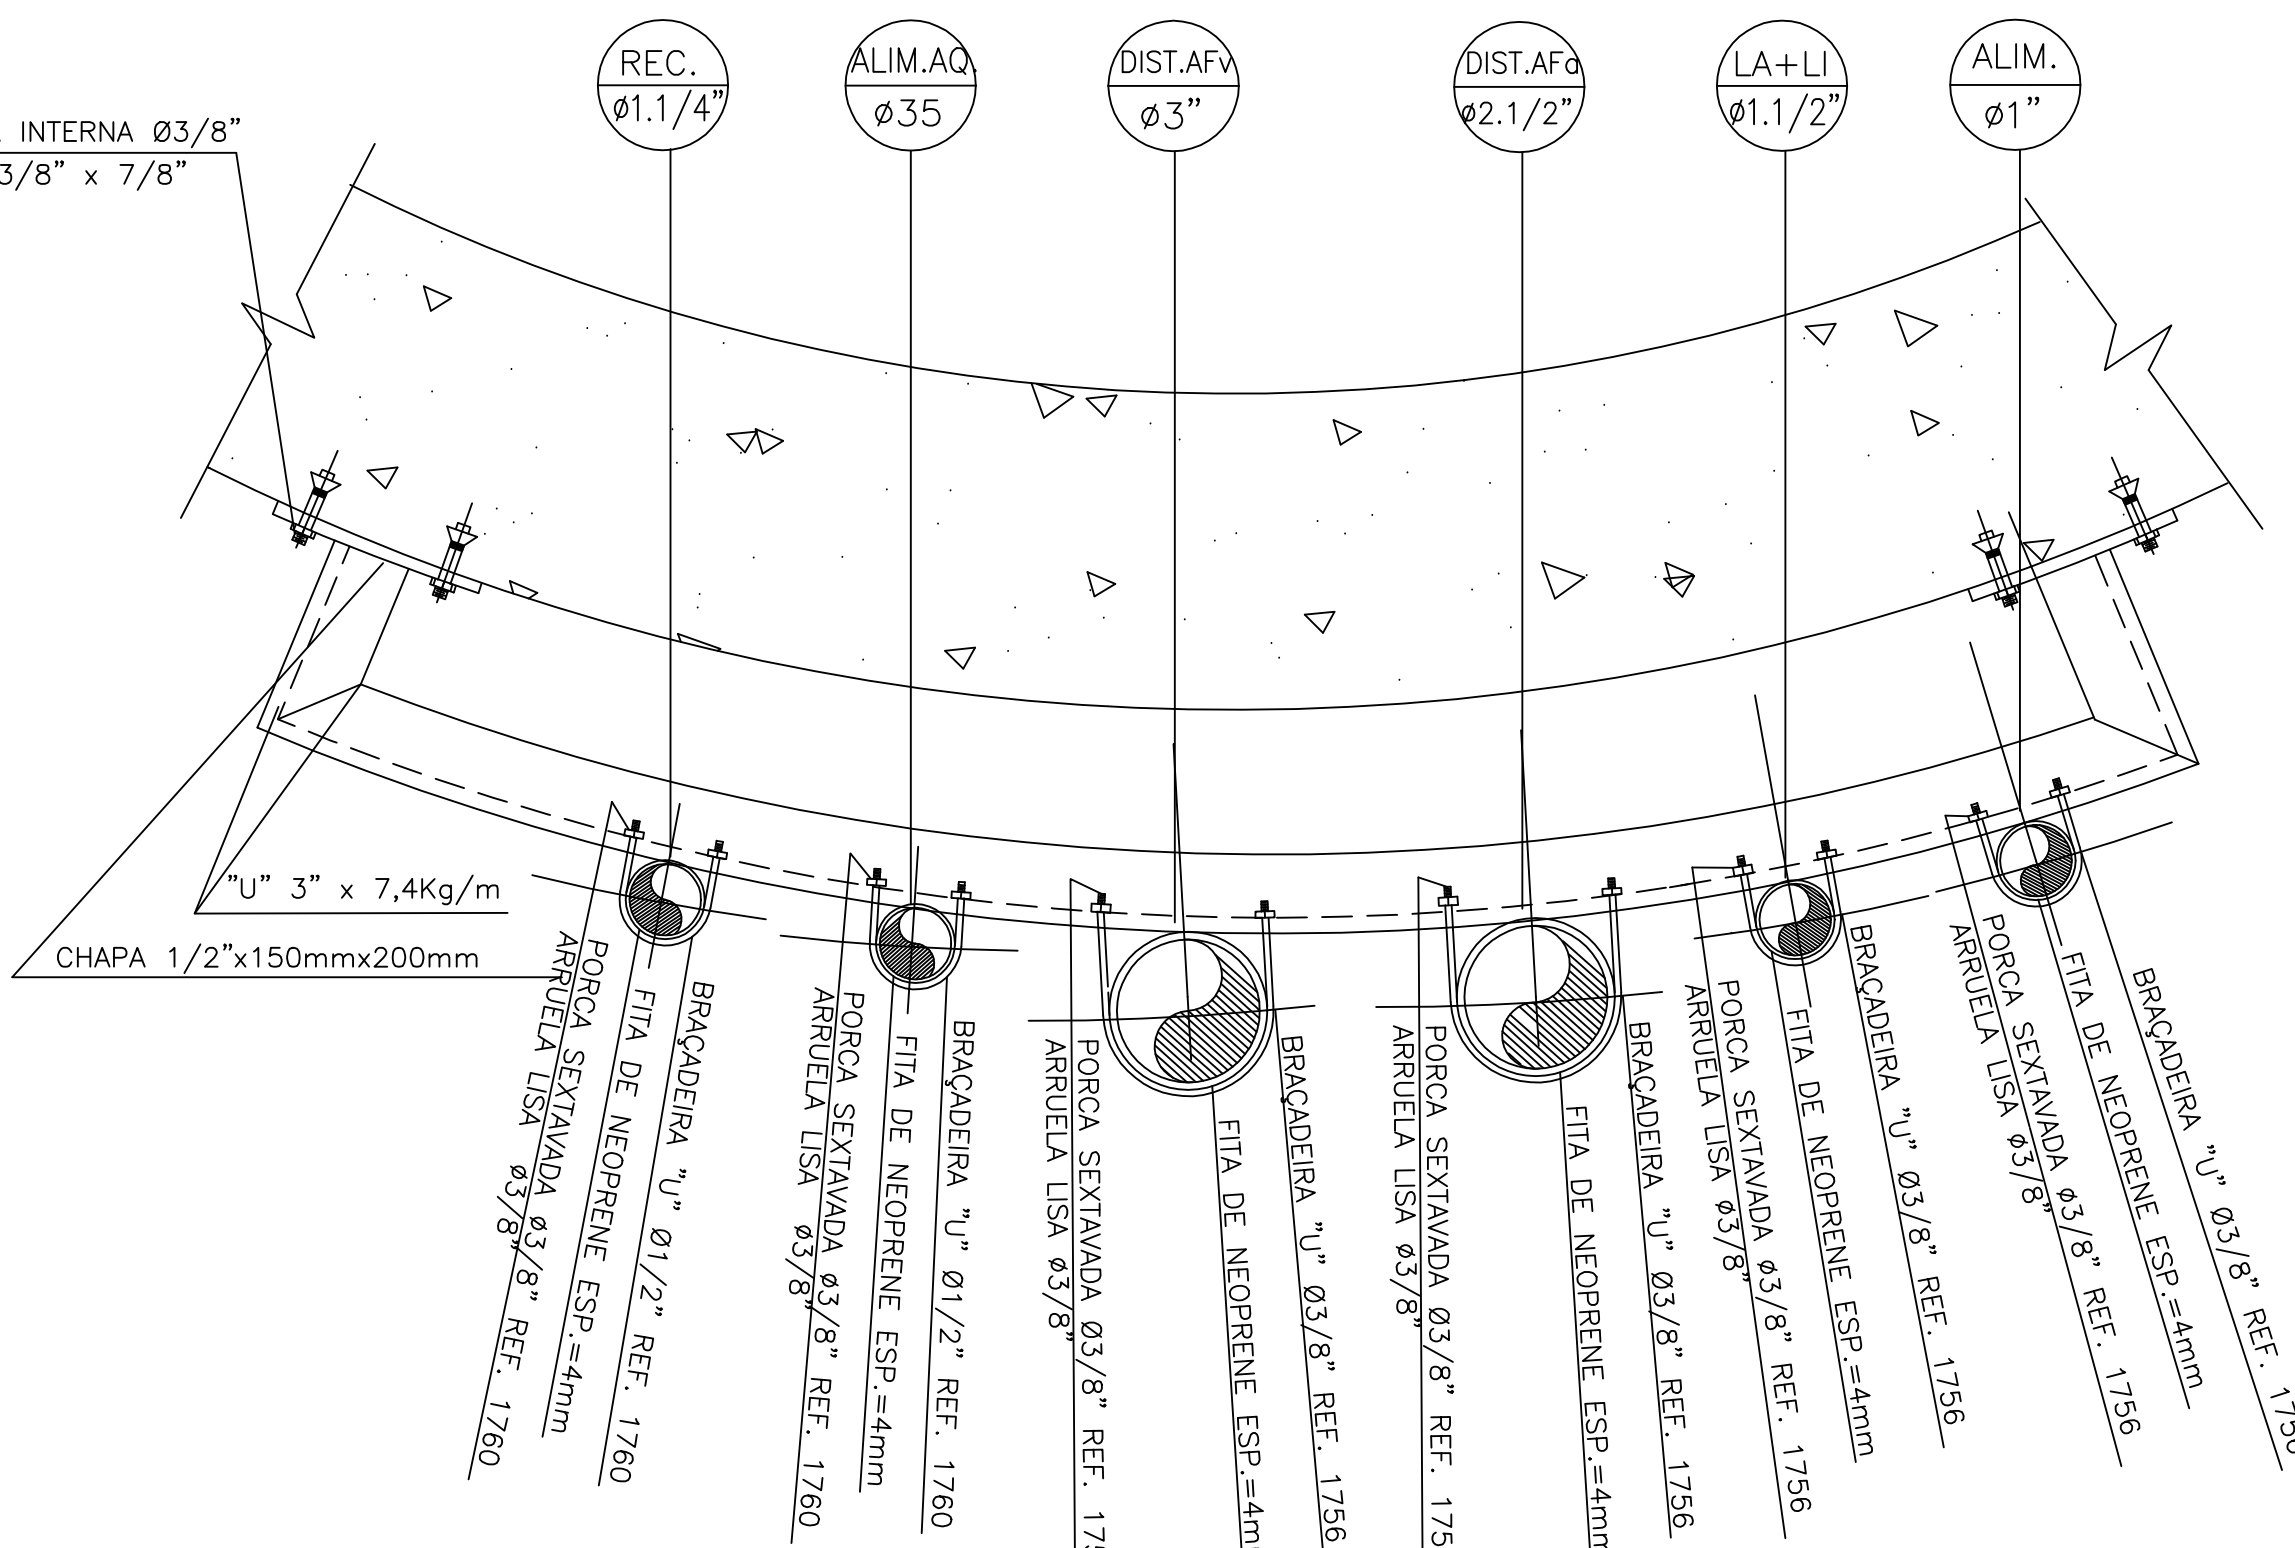 REC.
ø1.1/4”
ALIM.AQ.
ø35
DIST.AFv
ø3”
DIST.AFq
ø2.1/2”
LA+LI
ø1.1/2”
ALIM.
ø1”
INTERNA Ø3/8”
3/8” x 7/8”
”U” 3” x 7,4Kg/m
CHAPA 1/2”x150mmx200mm
PORCA SEXTAVADA ø3/8” REF. 1760
ARRUELA LISA ø3/8”
FITA DE NEOPRENE ESP.=4mm
BRAÇADEIRA ”U” Ø1/2” REF. 1760
PORCA SEXTAVADA ø3/8” REF. 1760
ARRUELA LISA ø3/8”
FITA DE NEOPRENE ESP.=4mm
BRAÇADEIRA ”U” Ø1/2” REF. 1760
PORCA SEXTAVADA Ø3/8” REF.
ARRUELA LISA ø3/8”
FITA DE NEOPRENE ESP.=4m
BRAÇADEIRA ”U” Ø3/8” REF. 1756
PORCA SEXTAVADA Ø3/8” REF. 175
ARRUELA LISA ø3/8”
FITA DE NEOPRENE ESP.=4mm
BRAÇADEIRA ”U” Ø3/8” REF. 1756
PORCA SEXTAVADA ø3/8” REF. 1756
ARRUELA LISA ø3/8”
FITA DE NEOPRENE ESP.=4mm
BRAÇADEIRA ”U” Ø3/8” REF. 1756
PORCA SEXTAVADA ø3/8” REF. 1756
ARRUELA LISA ø3/8”
FITA DE NEOPRENE ESP.=4mm
BRAÇADEIRA ”U” Ø3/8” REF.